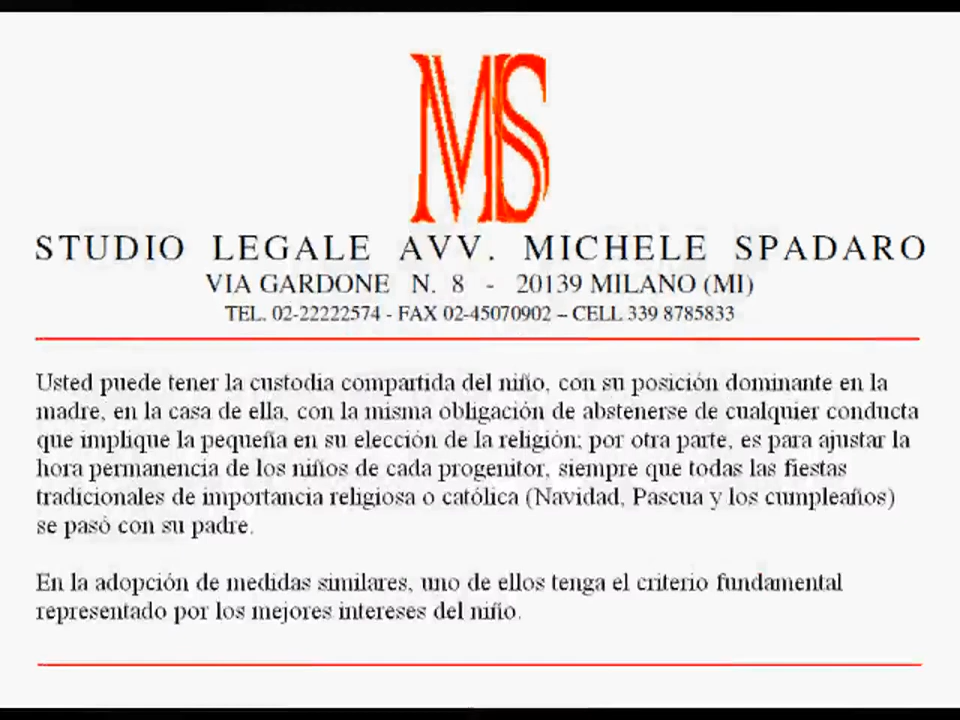 MS
STUDIO LEGALE AVV. MICHELE SPADARO
VIA GARDONE N. 8 - 20139 MILANO (MI)
TEL. 02-22222574 - FAX 02-45070902 – CELL 339 8785833
Usted puede tener la custodia compartida del niño, con su posición dominante en la
madre, en la casa de ella, con la misma obligación de abstenerse de cualquier conducta
que implique la pequeña en su elección de la religión; por otra parte, es para ajustar la
hora permanencia de los niños de cada progenitor, siempre que todas las fiestas
tradicionales de importancia religiosa o católica (Navidad, Pascua y los cumpleaños)
se pasó con su padre.
En la adopción de medidas similares, uno de ellos tenga el criterio fundamental
representado por los mejores intereses del niño.